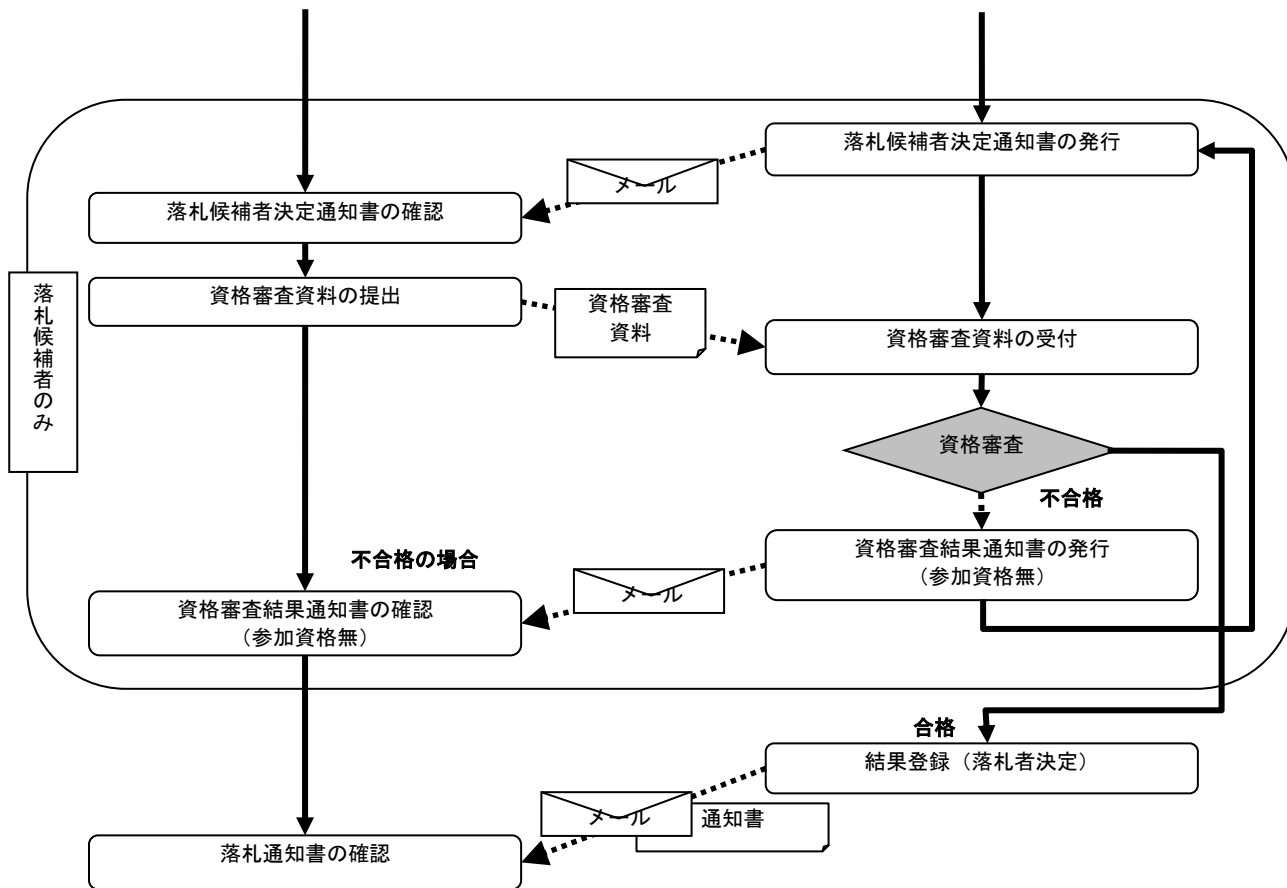 落札候補者決定通知書の発行
メール
落札候補者決定通知書の確認
落札候補者のみ
資格審査資料の提出
資格審査
資料
資格審査資料の受付
資格審査
不合格
資格審査結果通知書の発行
（参加資格無）
不合格の場合
メール
資格審査結果通知書の確認
（参加資格無）
合格
結果登録（落札者決定）
メール
通知書
落札通知書の確認